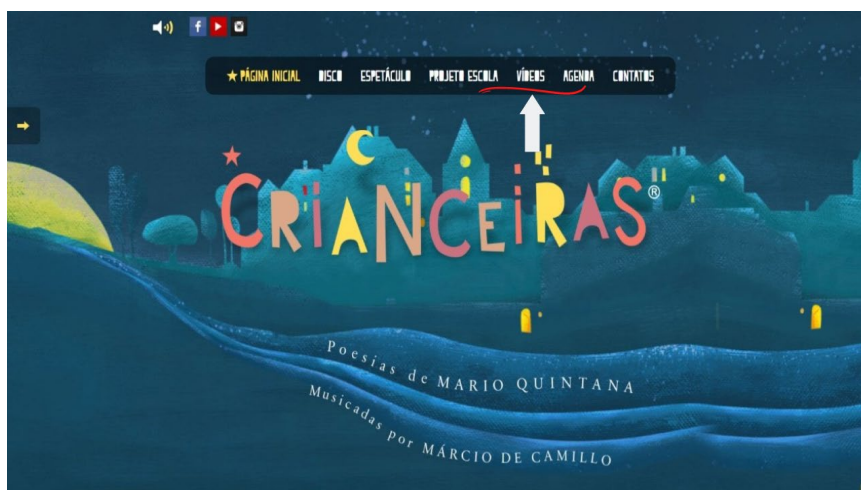 f
PÁGINA INICIAL DISCO ESPETÁCULO PROJETO ESCOLA VÍDEOS AGENDA CONTATOS
CRIANCEIRAS®
Poesias de MARIO QUINTANA
Musicadas por MÁRCIO DE CAMILLO